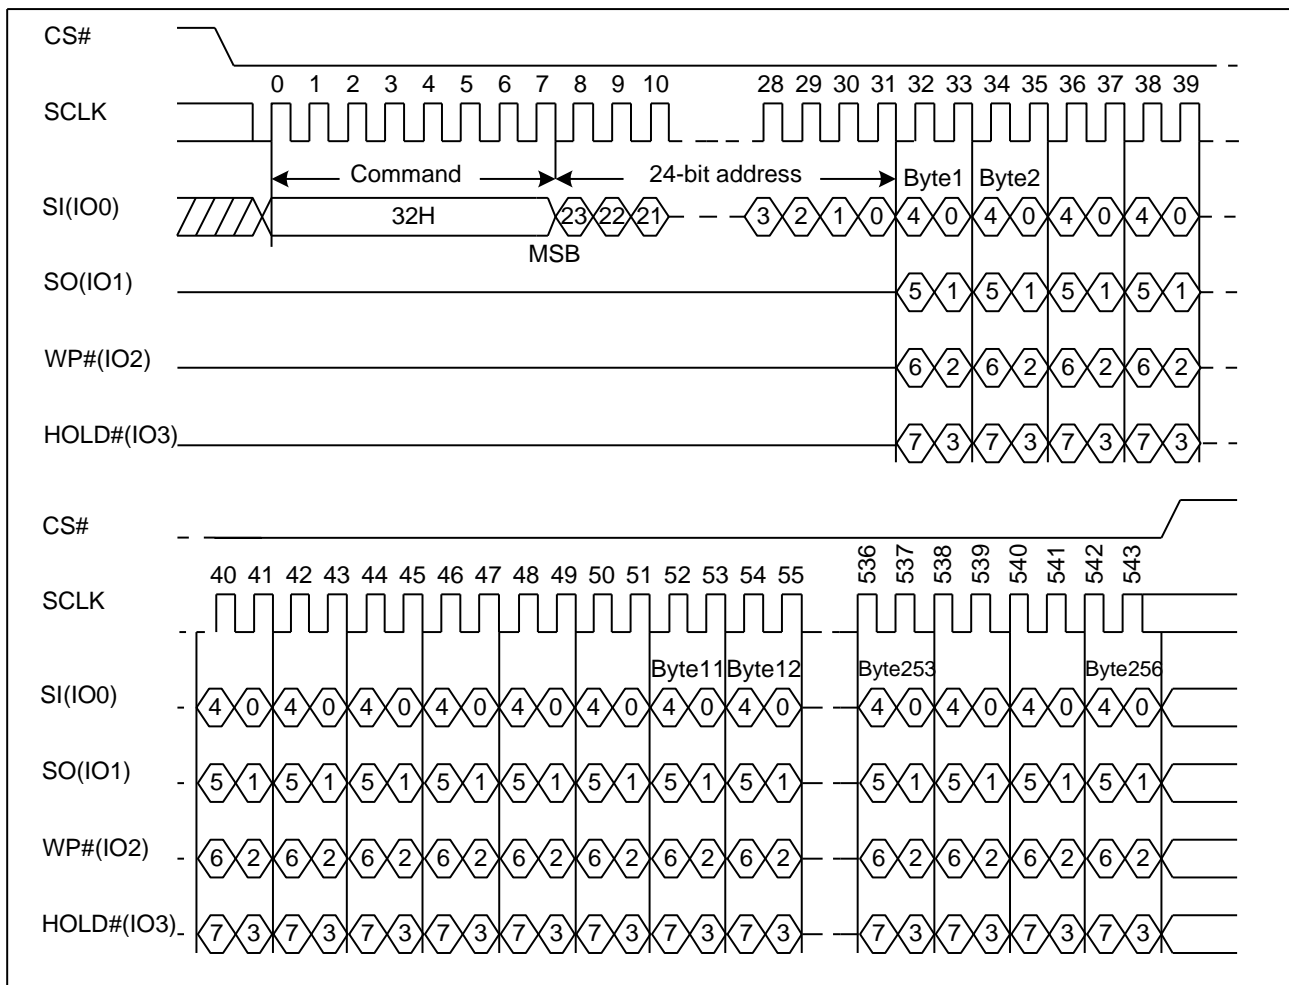 CS#
0 1 2 3 4 5 6 7 8 9 10 28 29 30 31 32 33 34 35 36 37 38 39
SCLK
Command 24-bit address Byte1 Byte2
SI(IO0) 32H 23 22 21 3 2 1 0 4 0 4 0 4 0 4 0
MSB
SO(IO1) 5 1 5 1 5 1 5 1
WP#(IO2) 6 2 6 2 6 2 6 2
HOLD#(IO3) 7 3 7 3 7 3 7 3
CS#
40 41 42 43 44 45 46 47 48 49 50 51 52 53 54 55 536 537 538 539 540 541 542 543
SCLK
Byte11 Byte12 Byte253 Byte256
SI(IO0) 4 0 4 0 4 0 4 0 4 0 4 0 4 0 4 0 4 0 4 0 4 0 4 0
SO(IO1) 5 1 5 1 5 1 5 1 5 1 5 1 5 1 5 1 5 1 5 1 5 1 5 1
WP#(IO2) 6 2 6 2 6 2 6 2 6 2 6 2 6 2 6 2 6 2 6 2 6 2 6 2
HOLD#(IO3) 7 3 7 3 7 3 7 3 7 3 7 3 7 3 7 3 7 3 7 3 7 3 7 3